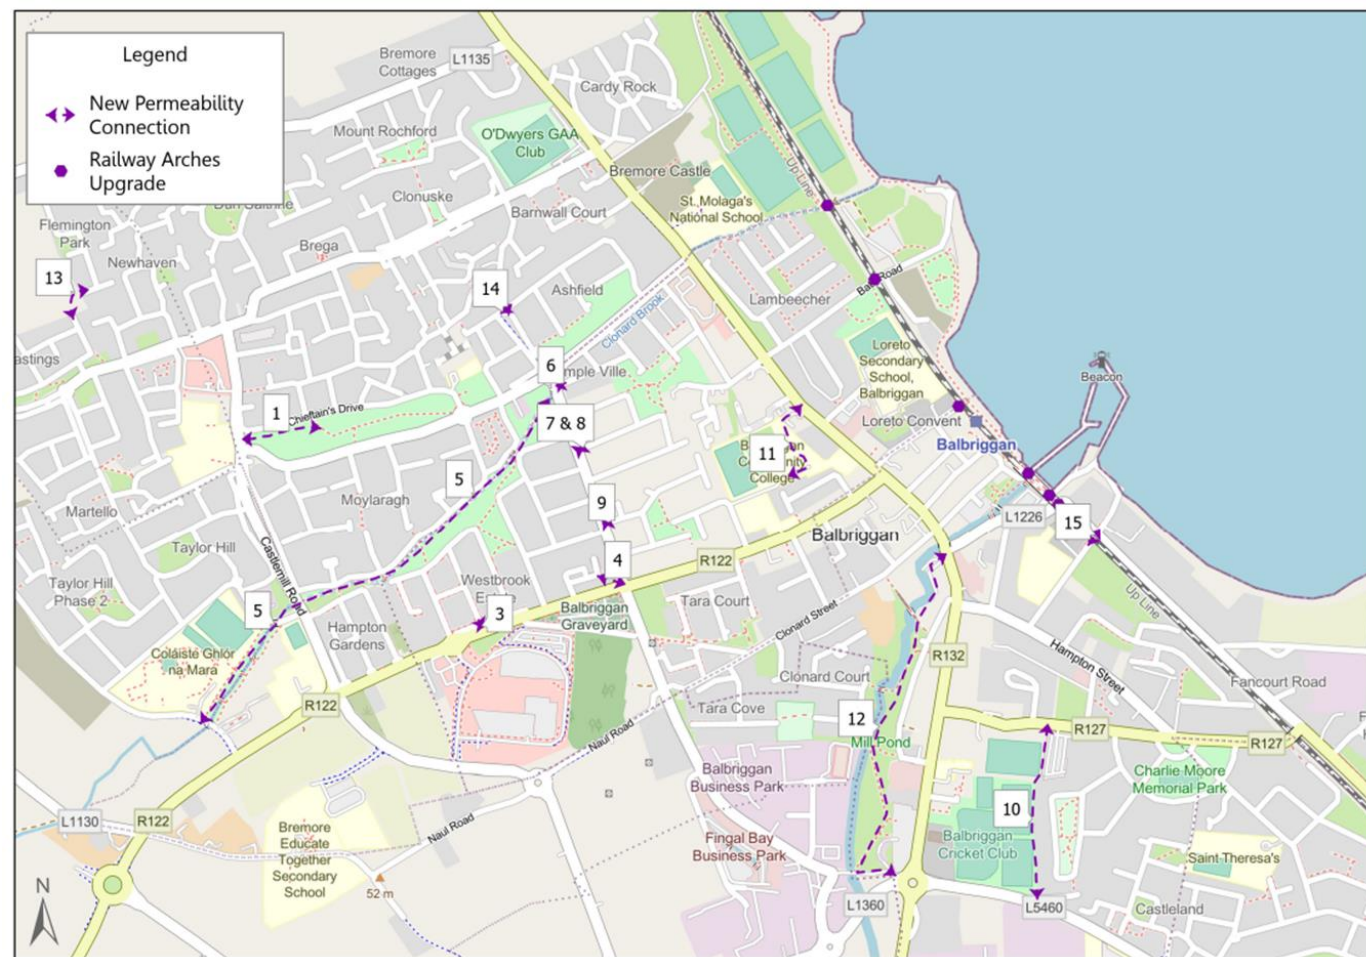 Legend
New Permeability
Connection
Railway Arches
Upgrade
Bremore
Cottages
L1135
Cardy Rock
Mount Rochford
O'Dwyers GAA
Club
Bremore Castle
Up Line
St. Molaga's
National School
Clonuske
Barnwall Court
Flemington
Park
Newhaven
Brega
13
14
Ashfield
Lambeecher
Road
Clonard Brook
Loreto
Secondary
School,
Balbriggan
Beacon
6
mple Ville
1
Chieftain's Drive
7 & 8
Loreto Convent
Balbriggan
11
College
5
Moylaragh
9
Martello
L1226
15
Balbriggan
Taylor Hill
Castlemill Road
4
R122
Westbrook
Taylor Hill
Phase 2
5
3
Balbriggan
Graveyard
Tara Court
Clonard Street
Up Line
Hampton
Gardens
Coláiste Ghlór
na Mara
R132
Hampton Street
Clonard Court
Fancourt Road
R122
Tara Cove
12
Mill Pond
R127
R127
Naul Road
Balbriggan
Business Park
Charlie Moore
Memorial Park
10
L1130
R122
Naul Road
Bremore
Educate
Together
Secondary
School
Fingal Bay
Business Park
Balbriggan
Cricket Club
Saint Theresa's
52 m
N
L1360
L5460
Castleland